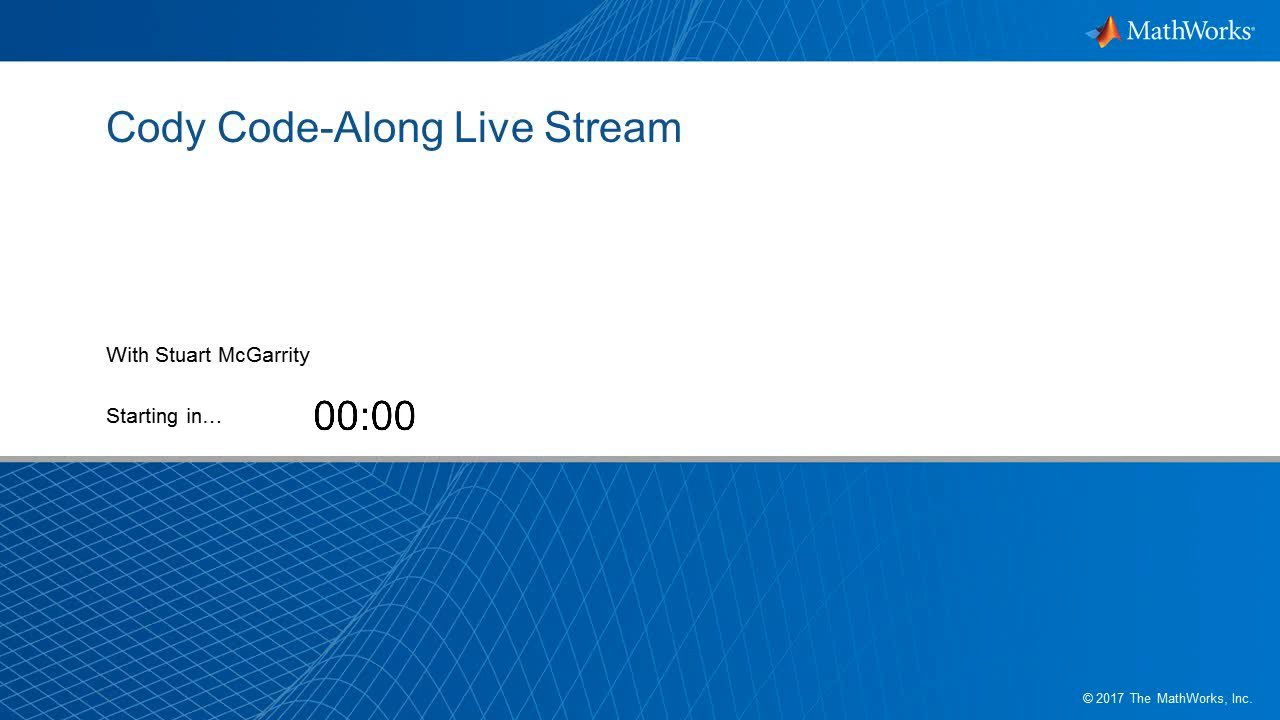 MathWorks®
Cody Code-Along Live Stream
With Stuart McGarrity
Starting in… 00:00
© 2017 The MathWorks, Inc.